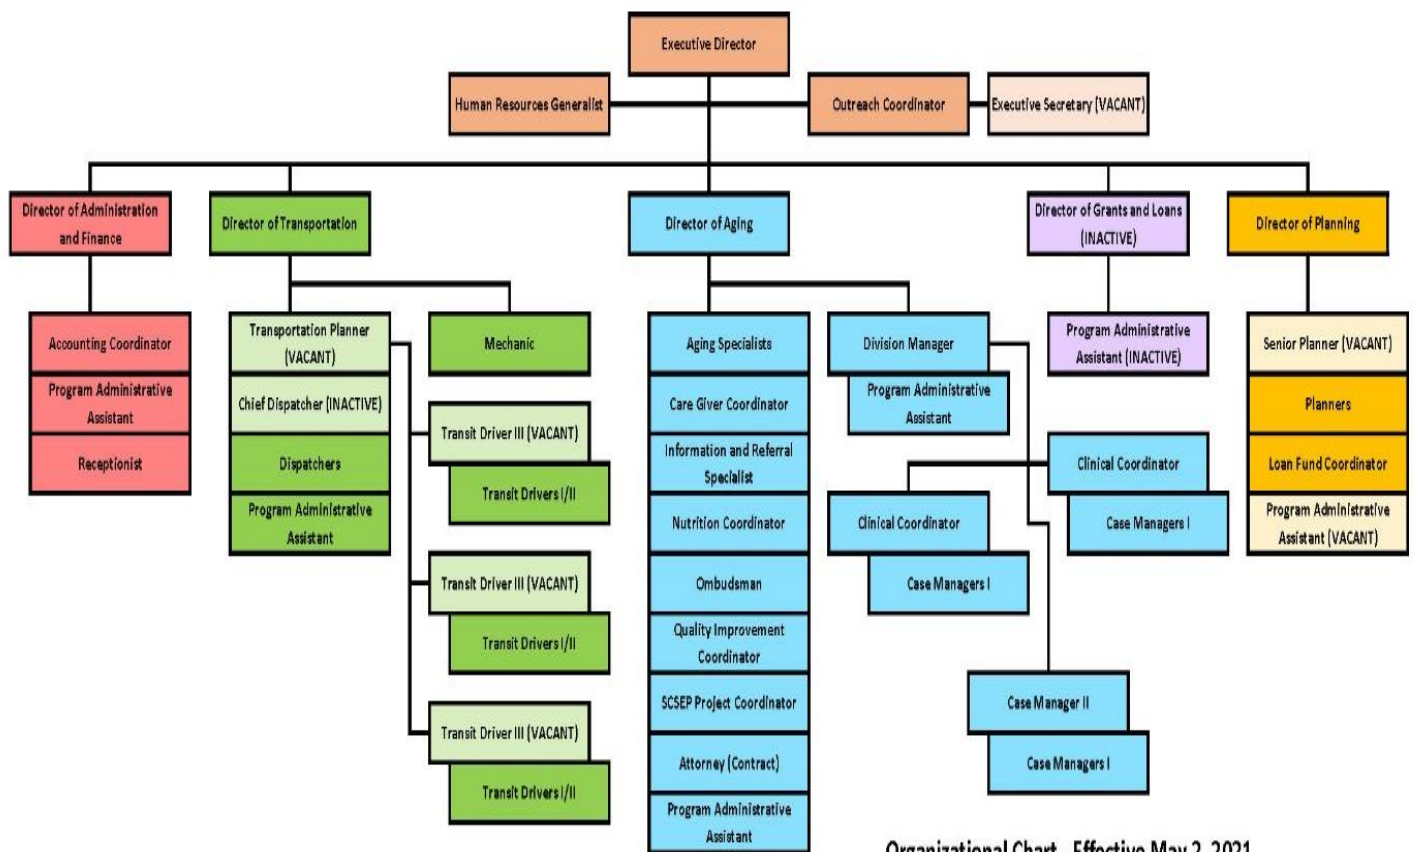 Executive Director
Human Resources Generalist
Outreach Coordinator
Executive Secretary (VACANT)
Director of Administration
and Finance
Director of Transportation
Director of Aging
Director of Grants and Loans
(INACTIVE)
Director of Planning
Accounting Coordinator
Program Administrative
Assistant
Receptionist
Transportation Planner
(VACANT)
Chief Dispatcher (INACTIVE)
Dispatchers
Program Administrative
Assistant
Mechanic
Transit Driver III (VACANT)
Transit Drivers I/II
Transit Driver III (VACANT)
Transit Drivers I/II
Transit Driver III (VACANT)
Transit Drivers I/II
Aging Specialists
Care Giver Coordinator
Information and Referral
Specialist
Nutrition Coordinator
Ombudsman
Quality Improvement
Coordinator
SCSEP Project Coordinator
Attorney (Contract)
Program Administrative
Assistant
Division Manager
Program Administrative
Assistant
Clinical Coordinator
Case Managers I
Clinical Coordinator
Case Managers I
Case Manager II
Case Managers I
Program Administrative
Assistant (INACTIVE)
Senior Planner (VACANT)
Planners
Loan Fund Coordinator
Program Administrative
Assistant (VACANT)
Organizational Chart - Effective May 2, 2021